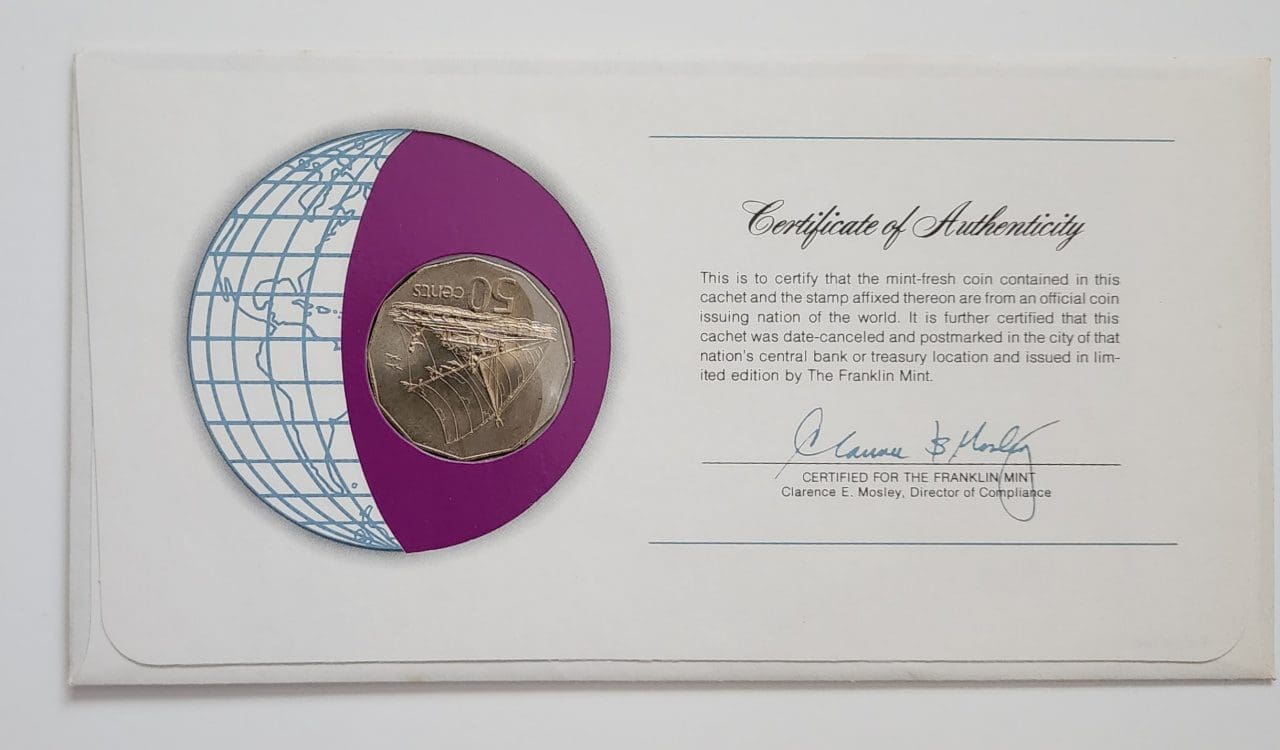 50
cents
Certificate of Authenticity
This is to certify that the mint-fresh coin contained in this
cachet and the stamp affixed thereon are from an official coin
issuing nation of the world. It is further certified that this
cachet was date-canceled and postmarked in the city of that
nation's central bank or treasury location and issued in lim-
ited edition by The Franklin Mint.
CERTIFIED FOR THE FRANKLIN MINT
Clarence E. Mosley, Director of Compliance